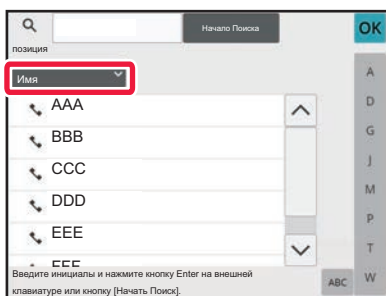 Начало Поиска
OK
позиция
Имя
A
AAA
D
BBB
G
CCC
J
DDD
M
P
EEE
T
FFF
Введите инициалы и нажмите кнопку Enter на внешней
клавиатуре или кнопку [Начать Поиск].
ABC
W